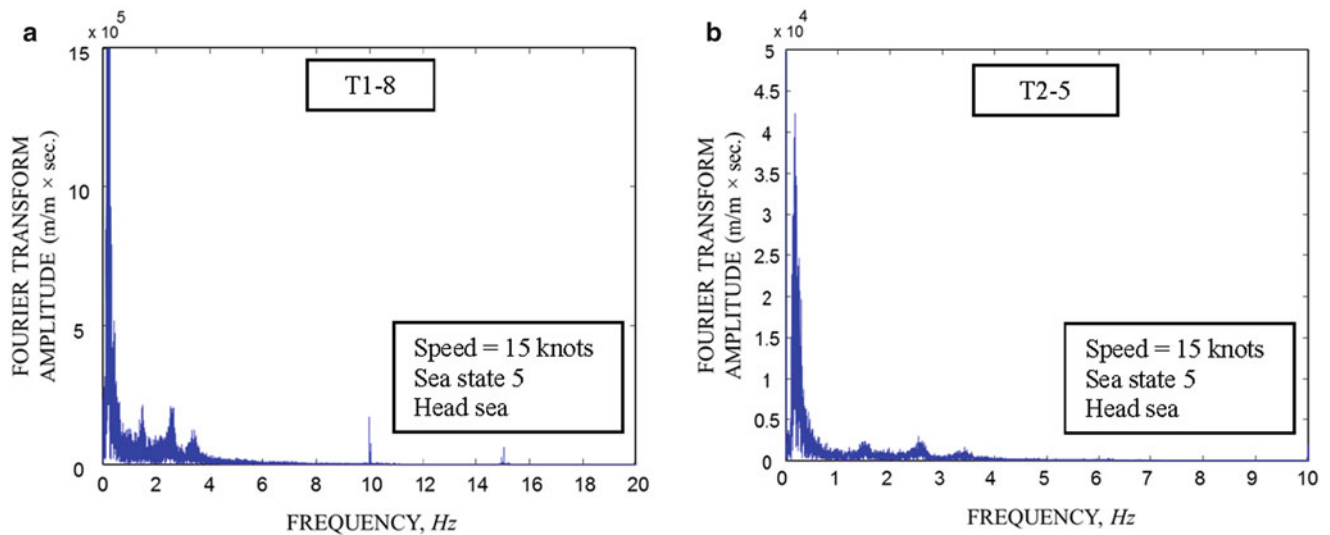 a
× 10^5
15
10
5
0
0 2 4 6 8 10 12 14 16 18 20
T1-8
Speed = 15 knots
Sea state 5
Head sea
FOURIER TRANSFORM
AMPLITUDE (m/m × sec.)
FREQUENCY, Hz
b
× 10^4
5
4.5
4
3.5
3
2.5
2
1.5
1
0.5
0
0 1 2 3 4 5 6 7 8 9 10
T2-5
Speed = 15 knots
Sea state 5
Head sea
FOURIER TRANSFORM
AMPLITUDE (m/m × sec.)
FREQUENCY, Hz